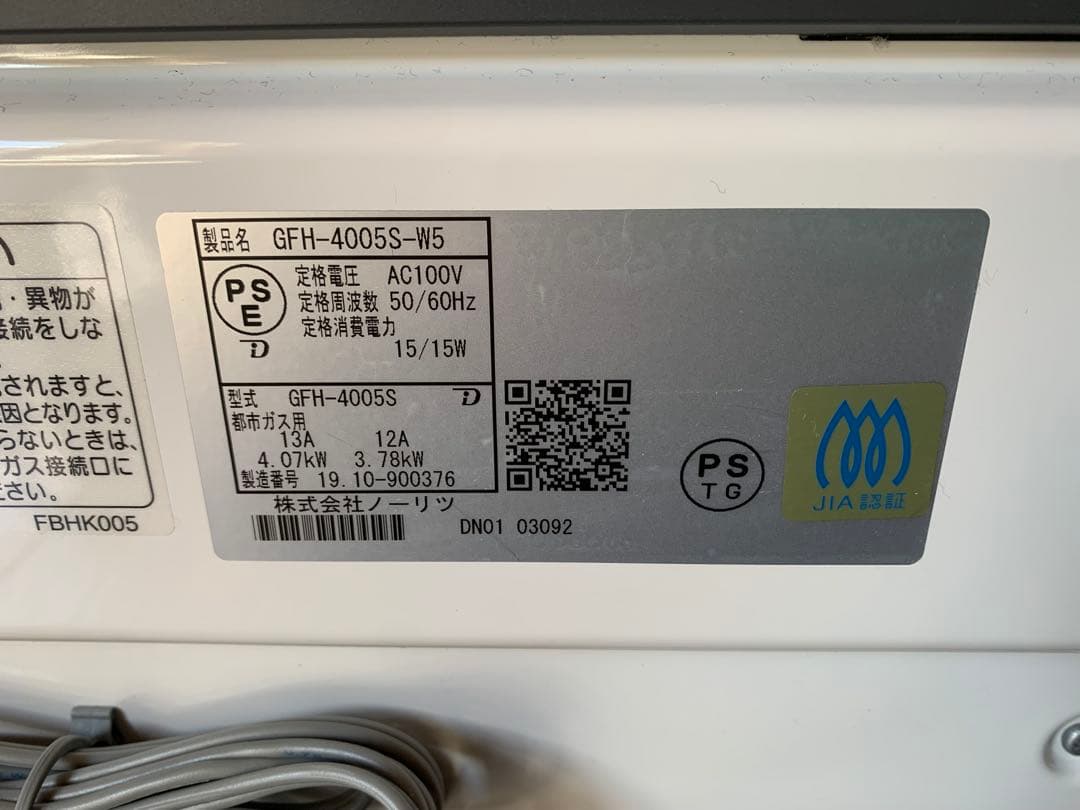 ・異物が
接続をしな
されますと、
因となります。
らないときは、
ガス接続口に
ださい。
FBHK005
製品名 GFH-4005S-W5
PS
E
定格電圧 AC100V
定格周波数 50/60Hz
定格消費電力
15/15W
型式 GFH-4005S
都市ガス用
13A 12A
4.07kW 3.78kW
製造番号 19.10-900376
株式会社ノーリツ
DN01 03092
PS
TG
JIA認証